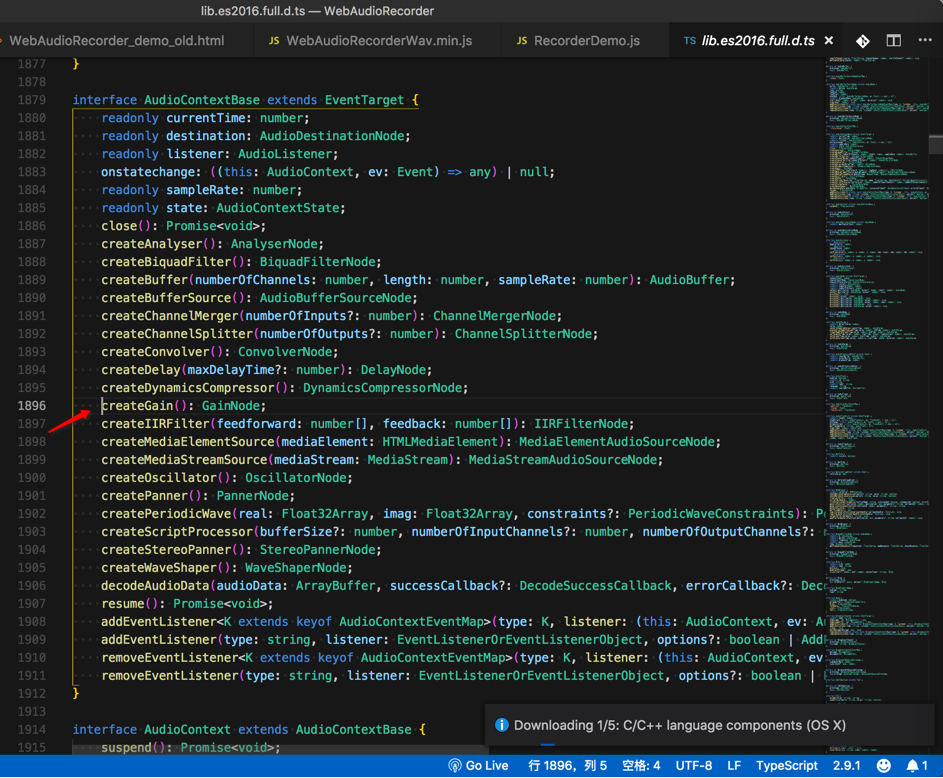 lib.es2016.full.d.ts — WebAudioRecorder
WebAudioRecorder_demo_old.html
JS WebAudioRecorderWav.min.js
JS RecorderDemo.js
TS lib.es2016.full.d.ts ×
1877 }
1878
1879 interface AudioContextBase extends EventTarget {
1880 readonly currentTime: number;
1881 readonly destination: AudioDestinationNode;
1882 readonly listener: AudioListener;
1883 onstatechange: ((this: AudioContext, ev: Event) => any) | null;
1884 readonly sampleRate: number;
1885 readonly state: AudioContextState;
1886 close(): Promise<void>;
1887 createAnalyser(): AnalyserNode;
1888 createBiquadFilter(): BiquadFilterNode;
1889 createBuffer(numberOfChannels: number, length: number, sampleRate: number): AudioBuffer;
1890 createBufferSource(): AudioBufferSourceNode;
1891 createChannelMerger(numberOfInputs?: number): ChannelMergerNode;
1892 createChannelSplitter(numberOfOutputs?: number): ChannelSplitterNode;
1893 createConvolver(): ConvolverNode;
1894 createDelay(maxDelayTime?: number): DelayNode;
1895 createDynamicsCompressor(): DynamicsCompressorNode;
1896 createGain(): GainNode;
1897 createIIRFilter(feedforward: number[], feedback: number[]): IIRFilterNode;
1898 createMediaElementSource(mediaElement: HTMLMediaElement): MediaElementAudioSourceNode;
1899 createMediaStreamSource(mediaStream: MediaStream): MediaStreamAudioSourceNode;
1900 createOscillator(): OscillatorNode;
1901 createPanner(): PannerNode;
1902 createPeriodicWave(real: Float32Array, imag: Float32Array, constraints?: PeriodicWaveConstraints): Pe
1903 createScriptProcessor(bufferSize?: number, numberOfInputChannels?: number, numberOfOutputChannels?: n
1904 createStereoPanner(): StereoPannerNode;
1905 createWaveShaper(): WaveShaperNode;
1906 decodeAudioData(audioData: ArrayBuffer, successCallback?: DecodeSuccessCallback, errorCallback?: Deco
1907 resume(): Promise<void>;
1908 addEventListener<K extends keyof AudioContextEventMap>(type: K, listener: (this: AudioContext, ev: Au
1909 addEventListener(type: string, listener: EventListenerOrEventListenerObject, options?: boolean | Add
1910 removeEventListener<K extends keyof AudioContextEventMap>(type: K, listener: (this: AudioContext, ev
1911 removeEventListener(type: string, listener: EventListenerOrEventListenerObject, options?: boolean |
1912 }
1913
1914 interface AudioContext extends AudioContextBase {
1915 suspend(): Promise<void>;
Downloading 1/5: C/C++ language components (OS X)
Go Live 行 1896，列 5 空格: 4 UTF-8 LF TypeScript 2.9.1 1